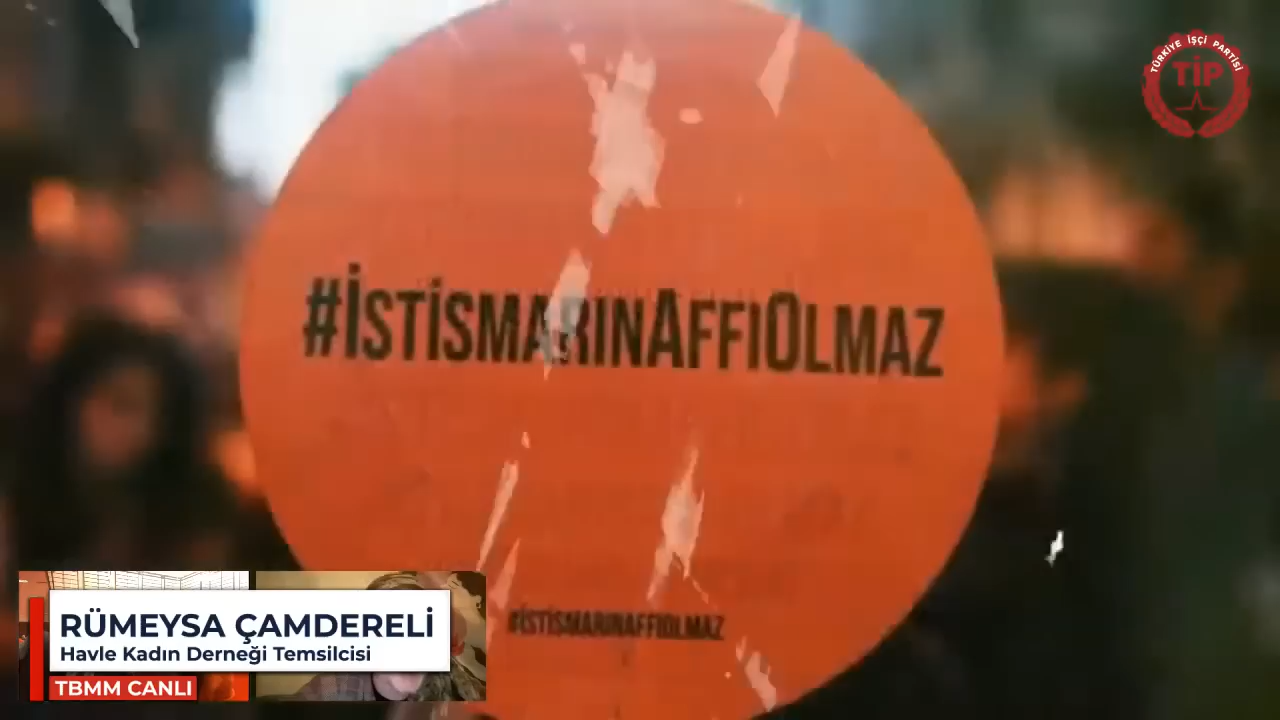 TÜRKİYE İŞÇİ PARTİSİ
TİP
#İSTİSMARINAFFIOLMAZ
#İSTİSMARINAFFIOLMAZ
RÜMEYSA ÇAMDERELİ
Havle Kadın Derneği Temsilcisi
TBMM CANLI